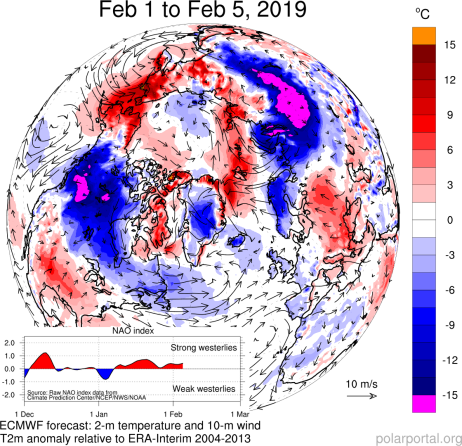 Feb 1 to Feb 5, 2019
°C
15
12
9
6
3
0
-3
-6
-9
-12
-15
10 m/s
NAO index
2.0
1.0
0.0
-1.0
-2.0
Strong westerlies
Weak westerlies
Source: Raw NAO index data from
Climate Prediction Center/NCEP/NWS/NOAA
1 Dec
1 Jan
1 Feb
1 Mar
ECMWF forecast: 2-m temperature and 10-m wind
T2m anomaly relative to ERA-Interim 2004-2013
polarportal.org